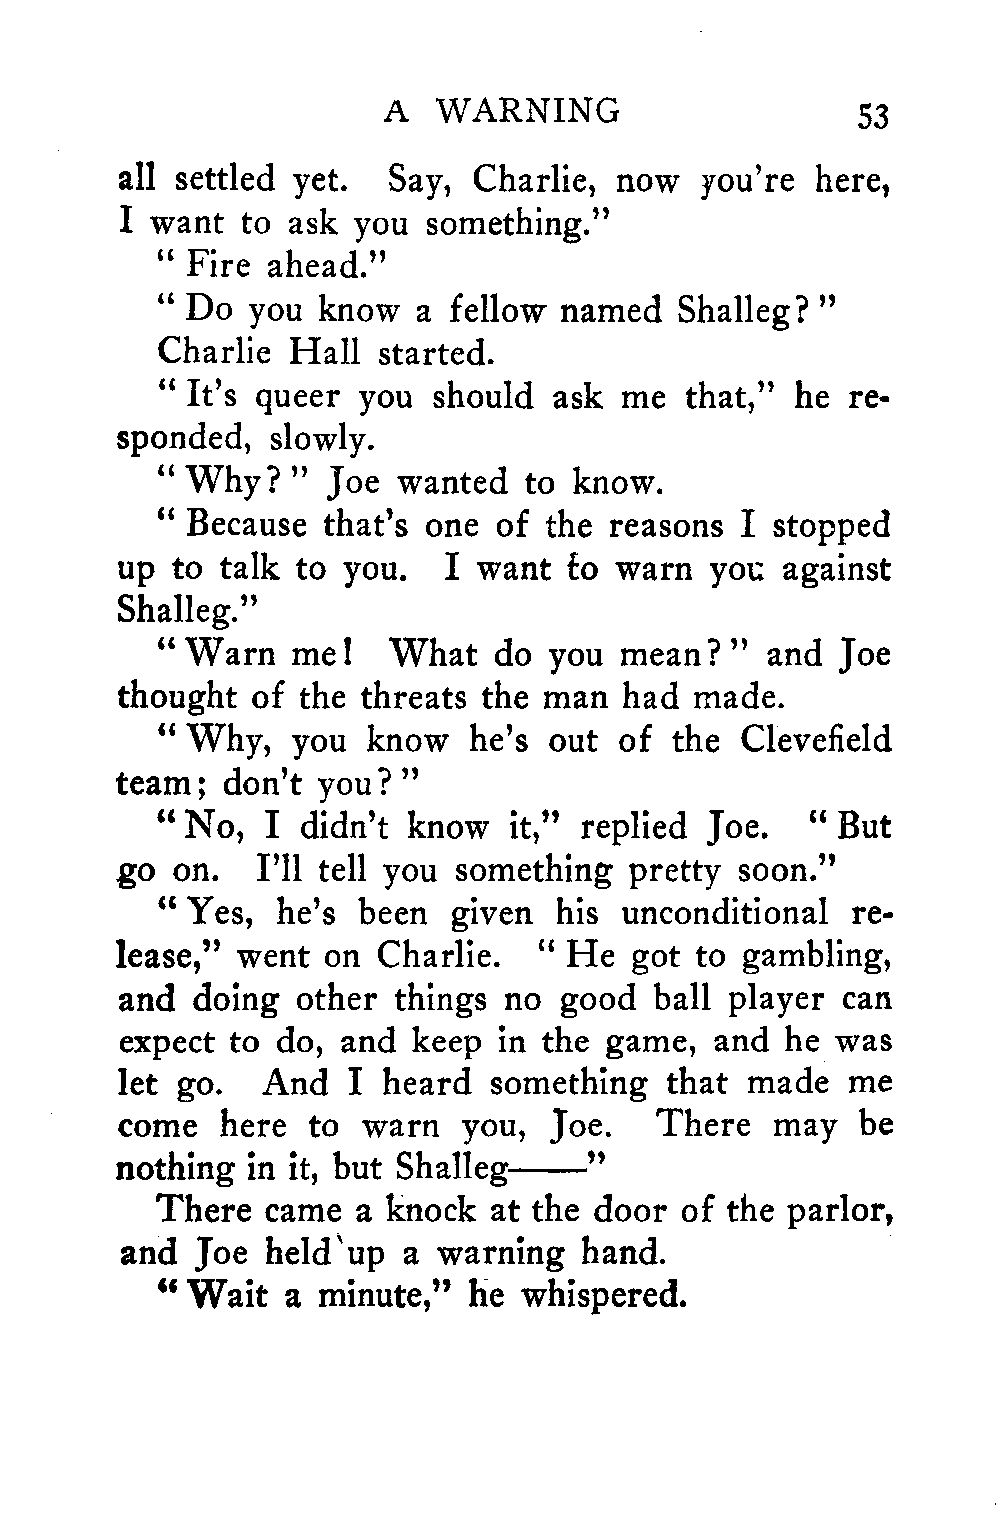 A WARNING 53
all settled yet. Say, Charlie, now you're here,
I want to ask you something."
" Fire ahead."
" Do you know a fellow named Shalleg? "
Charlie Hall started.
" It's queer you should ask me that," he re-
sponded, slowly.
" Why? " Joe wanted to know.
" Because that's one of the reasons I stopped
up to talk to you. I want to warn you against
Shalleg."
" Warn me! What do you mean? " and Joe
thought of the threats the man had made.
" Why, you know he's out of the Clevefield
team; don't you? "
" No, I didn't know it," replied Joe. " But
go on. I'll tell you something pretty soon."
" Yes, he's been given his unconditional re-
lease," went on Charlie. " He got to gambling,
and doing other things no good ball player can
expect to do, and keep in the game, and he was
let go. And I heard something that made me
come here to warn you, Joe. There may be
nothing in it, but Shalleg——"
There came a knock at the door of the parlor,
and Joe held up a warning hand.
" Wait a minute," he whispered.